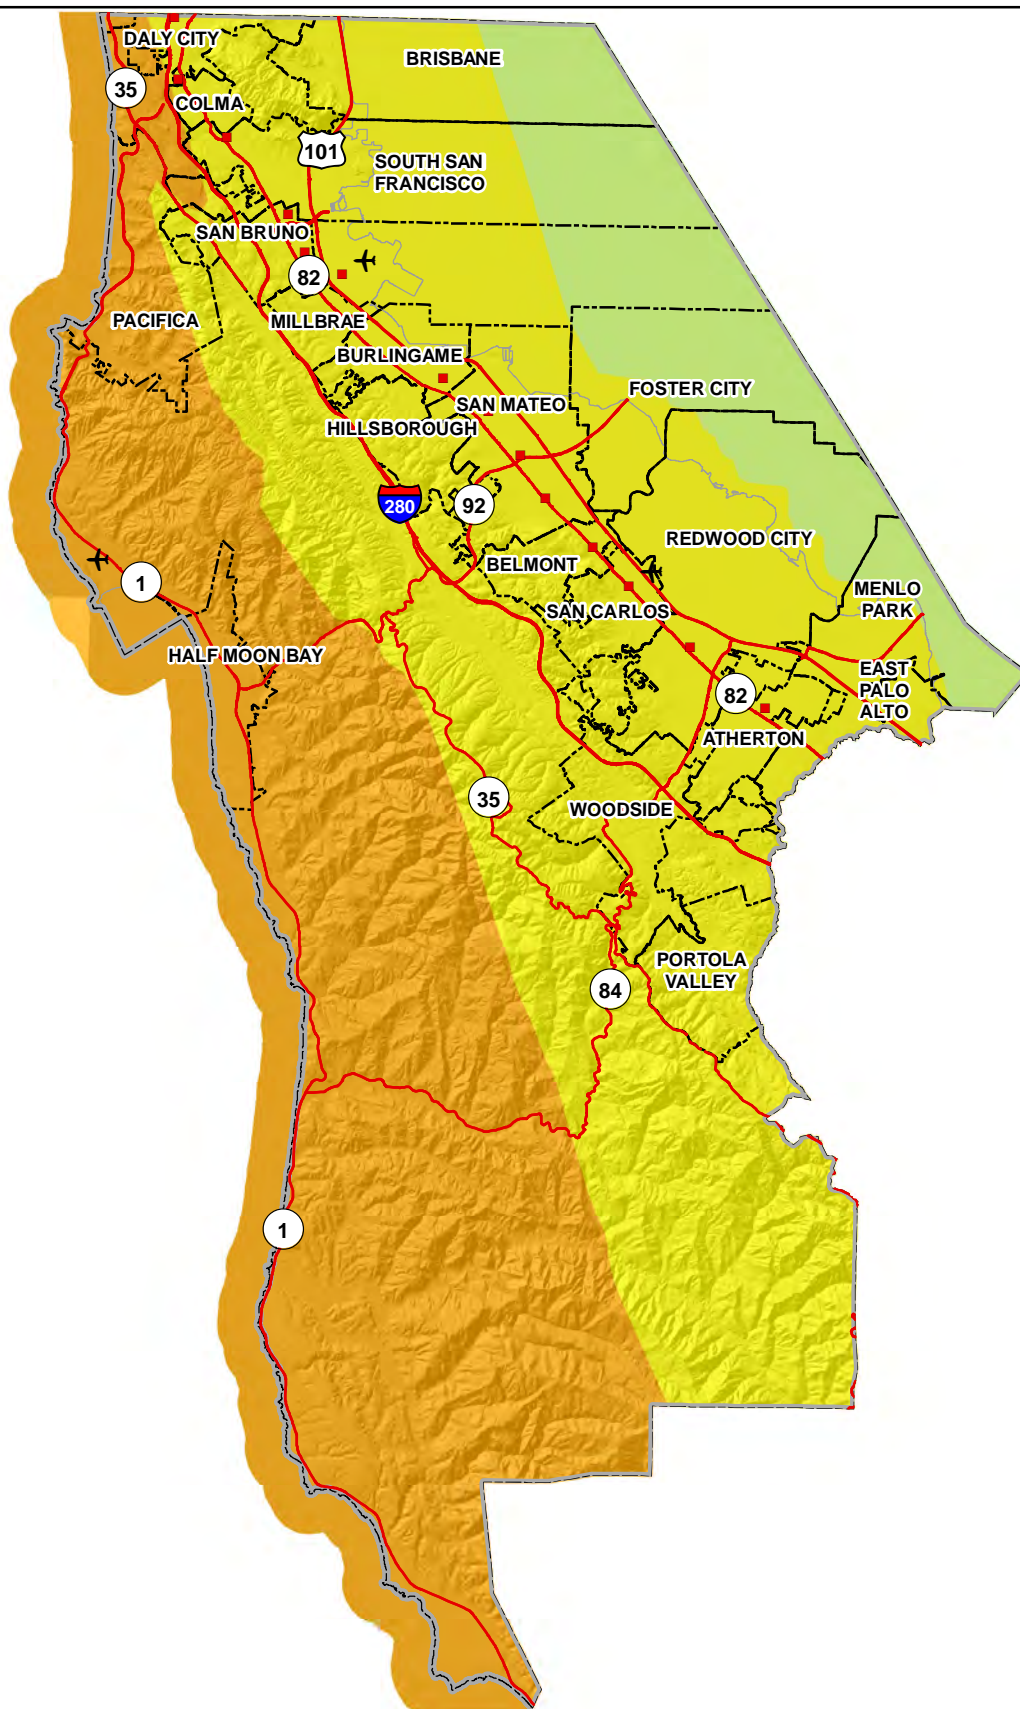 DALY CITY
BRISBANE
35
COLMA
101
SOUTH SAN
FRANCISCO
SAN BRUNO
82
PACIFICA
MILLBRAE
BURLINGAME
FOSTER CITY
SAN MATEO
HILLSBOROUGH
280
92
REDWOOD CITY
BELMONT
1
MENLO
PARK
SAN CARLOS
HALF MOON BAY
EAST
PALO
ALTO
82
ATHERTON
35
WOODSIDE
PORTOLA
VALLEY
84
1